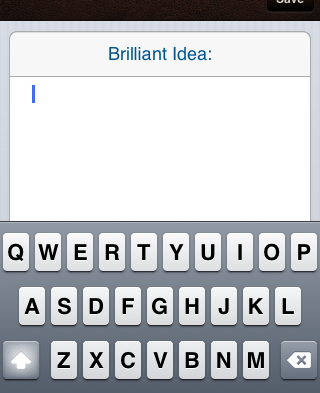 Save
Brilliant Idea:
Q W E R T Y U I O P
A S D F G H J K L
Z X C V B N M